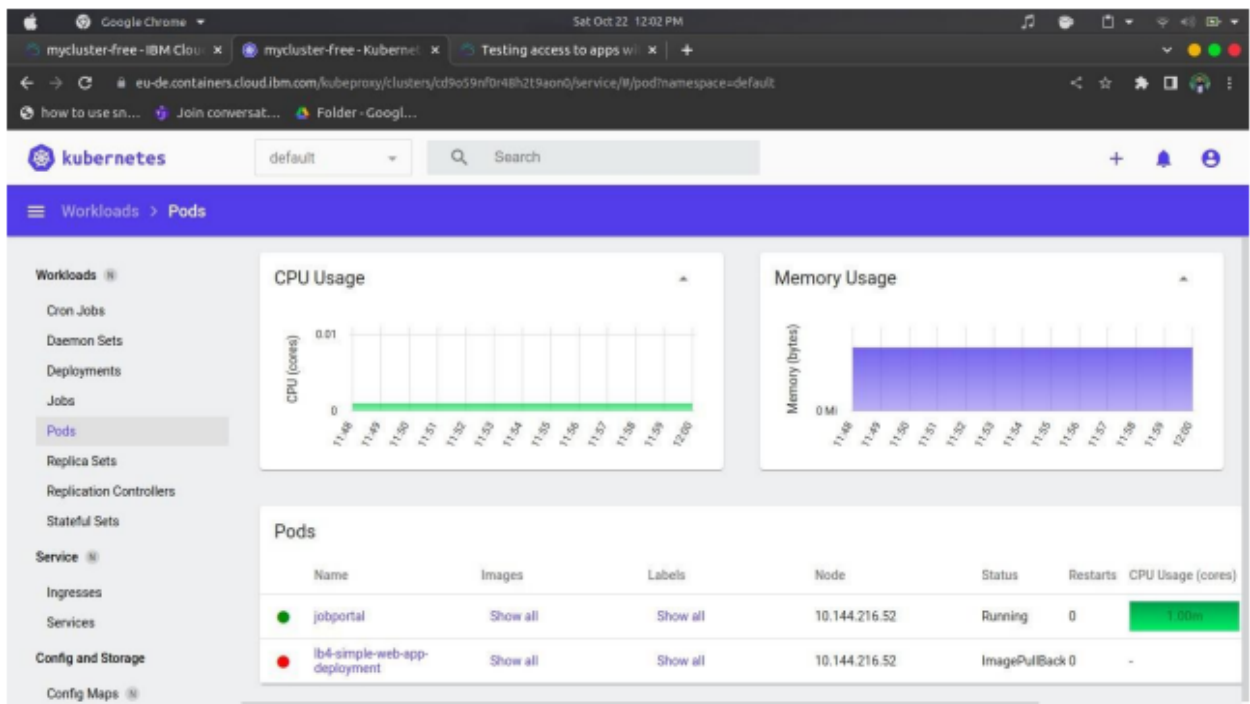 Google Chrome
Sat Oct 22 12:02 PM
mycluster-free - IBM Clou
mycluster-free - Kubernet
Testing access to apps wi
eu-de.containers.cloud.ibm.com/kubeproxy/clusters/cd9o59nf0r48h2t9aon0/service/#/pod?namespace=default
how to use sn...
Join conversat...
Folder - Googl...
kubernetes
default
Search
Workloads > Pods
Workloads N
Cron Jobs
Daemon Sets
Deployments
Jobs
Pods
Replica Sets
Replication Controllers
Stateful Sets
Service N
Ingresses
Services
Config and Storage
Config Maps N
CPU Usage
CPU (cores)
0.01
0
11:48 11:49 11:50 11:51 11:52 11:53 11:54 11:55 11:56 11:57 11:58 11:59 12:00
Memory Usage
Memory (bytes)
0 Mi
11:48 11:49 11:50 11:51 11:52 11:53 11:54 11:55 11:56 11:57 11:58 11:59 12:00
Pods
Name Images Labels Node Status Restarts CPU Usage (cores)
jobportal Show all Show all 10.144.216.52 Running 0 1.00m
lb4-simple-web-app-
deployment Show all Show all 10.144.216.52 ImagePullBack 0 -